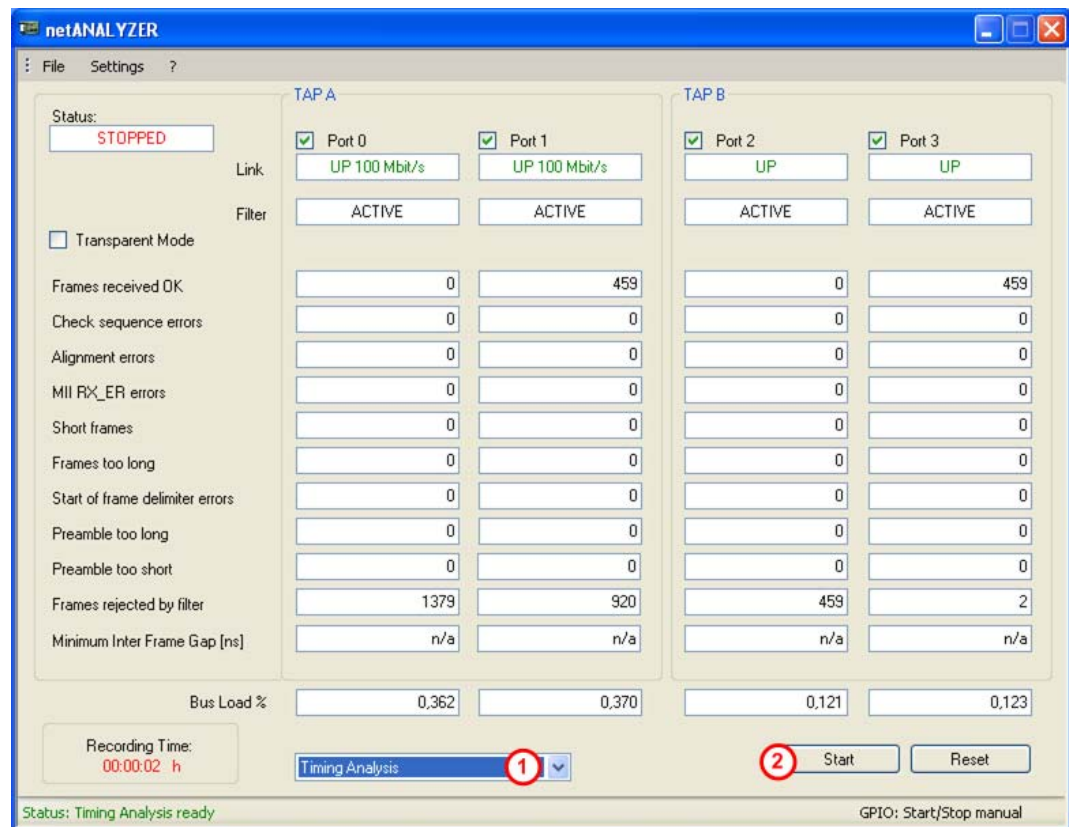 netANALYZER
File Settings ?
TAP A TAP B
Status:
STOPPED
Port 0 Port 1 Port 2 Port 3
Link UP 100 Mbit/s UP 100 Mbit/s UP UP
Filter ACTIVE ACTIVE ACTIVE ACTIVE
Transparent Mode
Frames received OK 0 459 0 459
Check sequence errors 0 0 0 0
Alignment errors 0 0 0 0
MII RX_ER errors 0 0 0 0
Short frames 0 0 0 0
Frames too long 0 0 0 0
Start of frame delimiter errors 0 0 0 0
Preamble too long 0 0 0 0
Preamble too short 0 0 0 0
Frames rejected by filter 1379 920 459 2
Minimum Inter Frame Gap [ns] n/a n/a n/a n/a
Bus Load % 0,362 0,370 0,121 0,123
Recording Time:
00:00:02 h
Timing Analysis 1 2 Start Reset
Status: Timing Analysis ready GPIO: Start/Stop manual